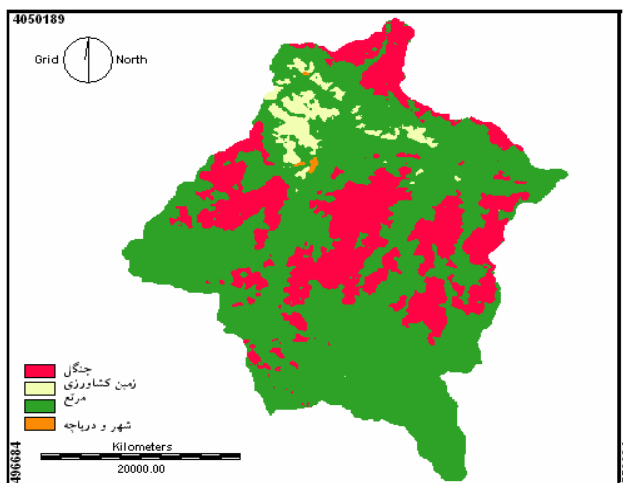 4050189
Grid North
جنگل
زمین کشاورزی
مرتع
شهر و دریاچه
Kilometers
20000.00
496684